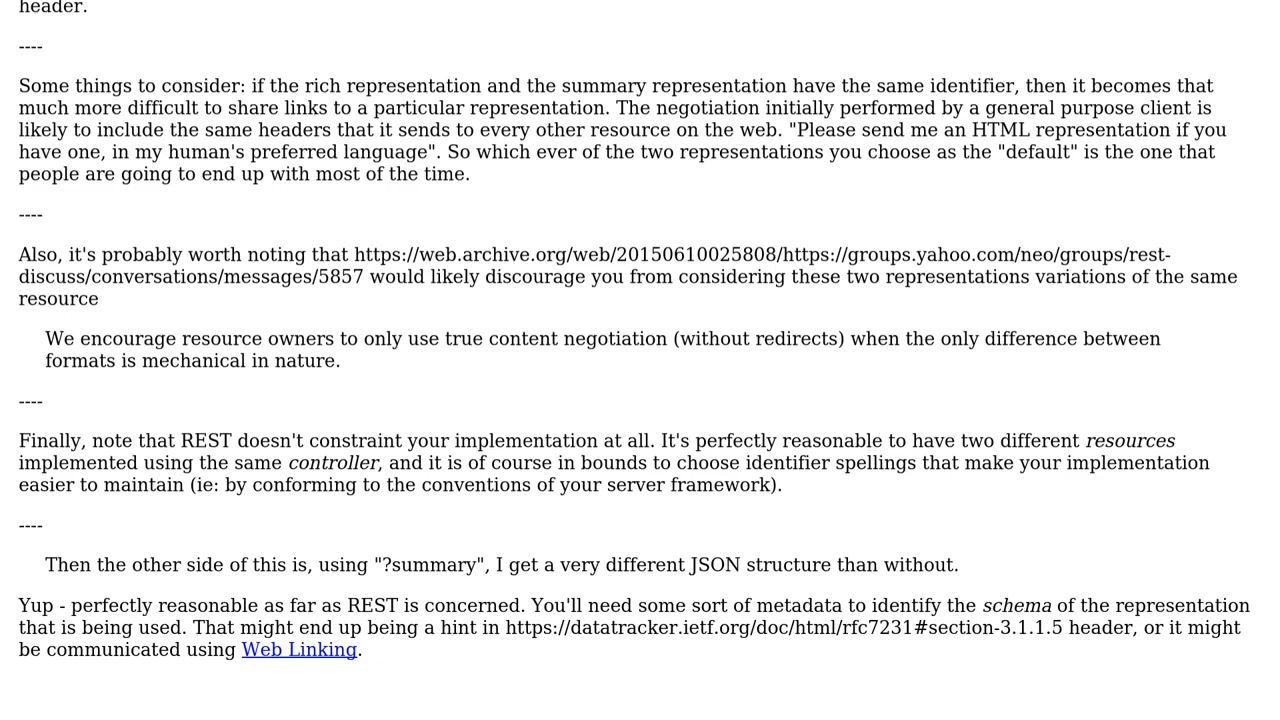 header.
----
Some things to consider: if the rich representation and the summary representation have the same identifier, then it becomes that
much more difficult to share links to a particular representation. The negotiation initially performed by a general purpose client is
likely to include the same headers that it sends to every other resource on the web. "Please send me an HTML representation if you
have one, in my human's preferred language". So which ever of the two representations you choose as the "default" is the one that
people are going to end up with most of the time.
----
Also, it's probably worth noting that https://web.archive.org/web/20150610025808/https://groups.yahoo.com/neo/groups/rest-
discuss/conversations/messages/5857 would likely discourage you from considering these two representations variations of the same
resource
We encourage resource owners to only use true content negotiation (without redirects) when the only difference between
formats is mechanical in nature.
----
Finally, note that REST doesn't constraint your implementation at all. It's perfectly reasonable to have two different resources
implemented using the same controller, and it is of course in bounds to choose identifier spellings that make your implementation
easier to maintain (ie: by conforming to the conventions of your server framework).
----
Then the other side of this is, using "?summary", I get a very different JSON structure than without.
Yup - perfectly reasonable as far as REST is concerned. You'll need some sort of metadata to identify the schema of the representation
that is being used. That might end up being a hint in https://datatracker.ietf.org/doc/html/rfc7231#section-3.1.1.5 header, or it might
be communicated using Web Linking.